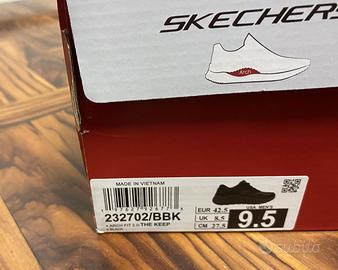 SKECHERS
Arch
MADE IN VIETNAM
232702/BBK
ARCH FIT 2.0 THE KEEP
BLACK
EUR 42.5
UK 8.5
CM 27.5
USA MEN'S
9.5
subito